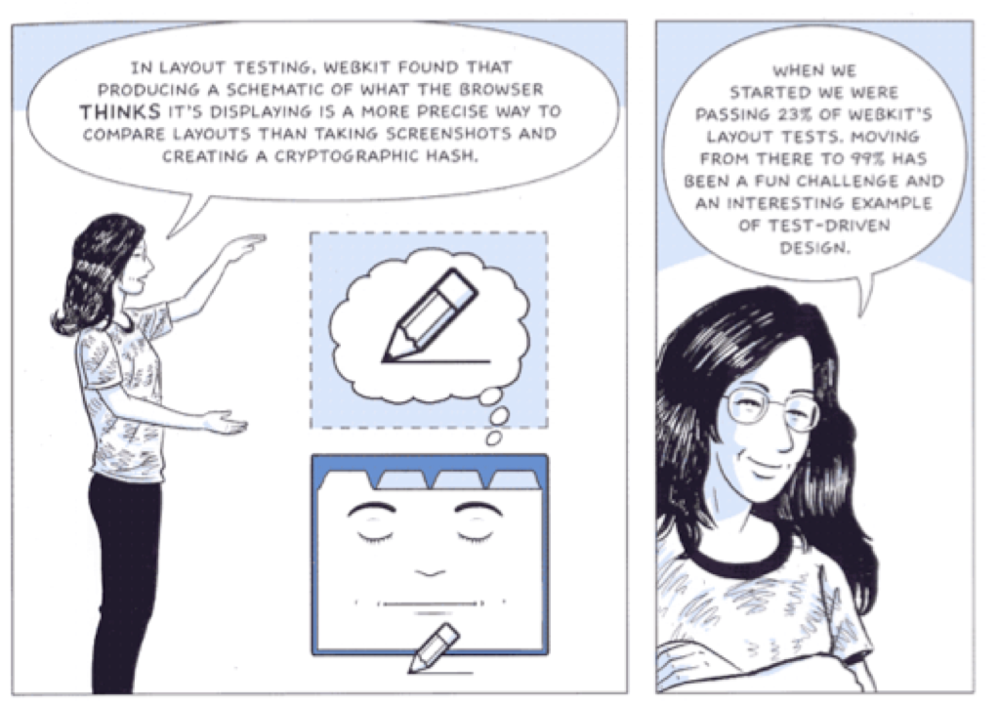 IN LAYOUT TESTING, WEBKIT FOUND THAT
PRODUCING A SCHEMATIC OF WHAT THE BROWSER
THINKS IT'S DISPLAYING IS A MORE PRECISE WAY TO
COMPARE LAYOUTS THAN TAKING SCREENSHOTS AND
CREATING A CRYPTOGRAPHIC HASH.
WHEN WE
STARTED WE WERE
PASSING 23% OF WEBKIT'S
LAYOUT TESTS. MOVING
FROM THERE TO 99% HAS
BEEN A FUN CHALLENGE AND
AN INTERESTING EXAMPLE
OF TEST-DRIVEN
DESIGN.